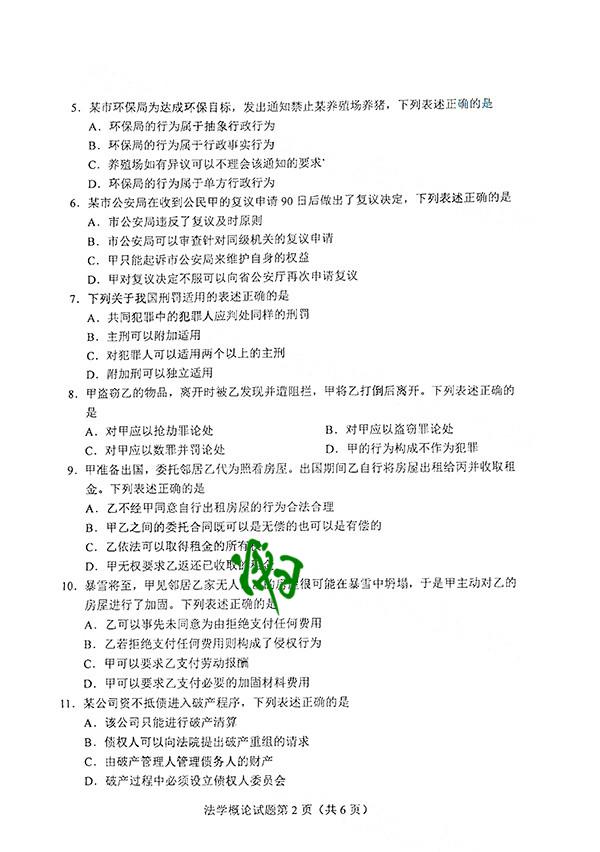 5．某市环保局为达成环保目标，发出通知禁止某养殖场养猪，下列表述正确的是
A．环保局的行为属于抽象行政行为
B．环保局的行为属于行政事实行为
C．养殖场如有异议可以不理会该通知的要求
D．环保局的行为属于单方行政行为
6．某市公安局在收到公民甲的复议申请 90 日后做出了复议决定，下列表述正确的是
A．市公安局违反了复议及时原则
B．市公安局可以审查针对同级机关的复议申请
C．甲只能起诉市公安局来维护自身的权益
D．甲对复议决定不服可以向省公安厅再次申请复议
7．下列关于我国刑罚适用的表述正确的是
A．共同犯罪中的犯罪人应判处同样的刑罚
B．主刑可以附加适用
C．对犯罪人可以适用两个以上的主刑
D．附加刑可以独立适用
8．甲盗窃乙的物品，离开时被乙发现并遭阻拦，甲将乙打倒后离开。下列表述正确的
是
A．对甲应以抢劫罪论处 B．对甲应以盗窃罪论处
C．对甲应以数罪并罚论处 D．甲的行为构成不作为犯罪
9．甲准备出国，委托邻居乙代为照看房屋。出国期间乙自行将房屋出租给丙并收取租
金。下列表述正确的是
A．乙不经甲同意自行出租房屋的行为合法合理
B．甲乙之间的委托合同既可以是无偿的也可以是有偿的
C．乙依法可以取得租金的所有
D．甲无权要求乙返还已收取的租金
10．暴雪将至，甲见邻居乙家无人 的房屋很可能在暴雪中坍塌，于是甲主动对乙的
房屋进行了加固。下列表述正确的是
A．乙可以事先未同意为由拒绝支付任何费用
B．乙若拒绝支付任何费用则构成了侵权行为
C．甲可以要求乙支付劳动报酬
D．甲可以要求乙支付必要的加固材料费用
11．某公司资不抵债进入破产程序，下列表述正确的是
A．该公司只能进行破产清算
B．债权人可以向法院提出破产重组的请求
C．由破产管理人管理债务人的财产
D．破产过程中必须设立债权人委员会
法学概论试题第 2 页（共 6 页）